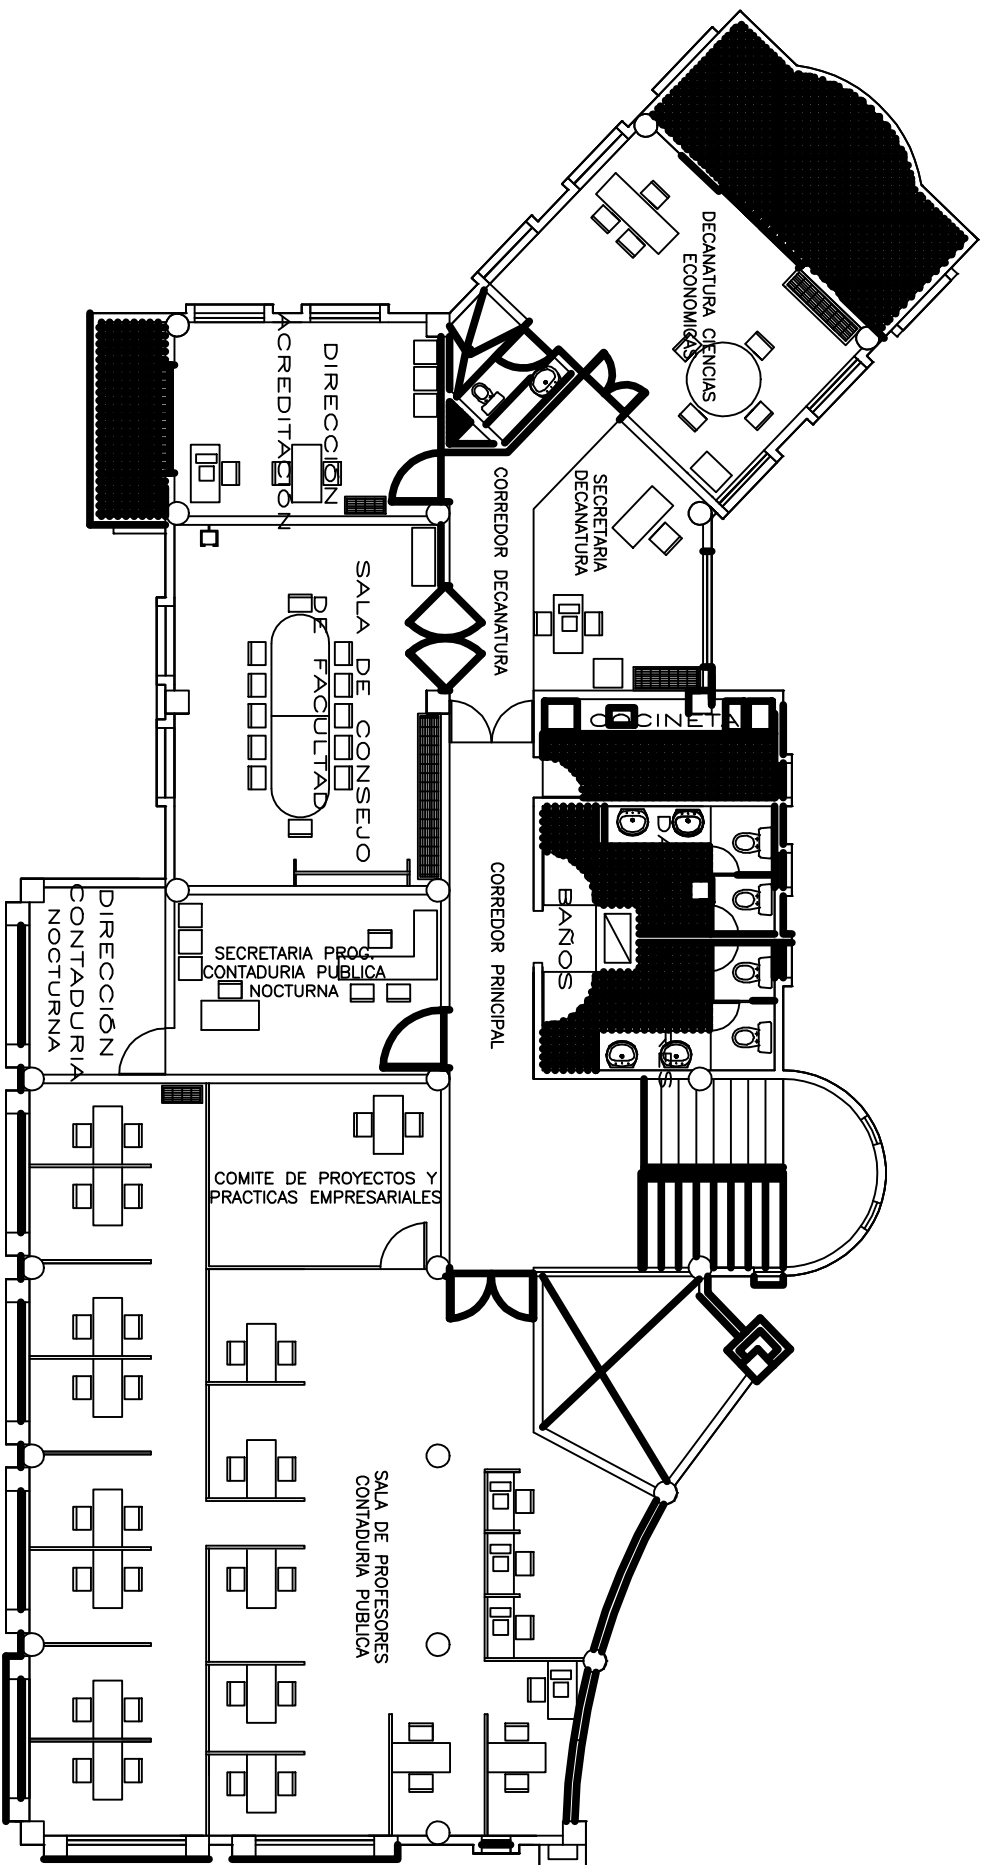 DECANATURA CIENCIAS
ECONOMICAS
DIRECCIÓN
ACREDITACIÓN
SECRETARIA
DECANATURA
CORREDOR DECANATURA
SALA DE CONSEJO
DE FACULTAD
COCINETA
BAÑOS
CORREDOR PRINCIPAL
DIRECCIÓN
CONTADURIA
NOCTURNA
SECRETARIA PROG.
CONTADURIA PUBLICA
NOCTURNA
COMITE DE PROYECTOS Y
PRACTICAS EMPRESARIALES
SALA DE PROFESORES
CONTADURIA PUBLICA